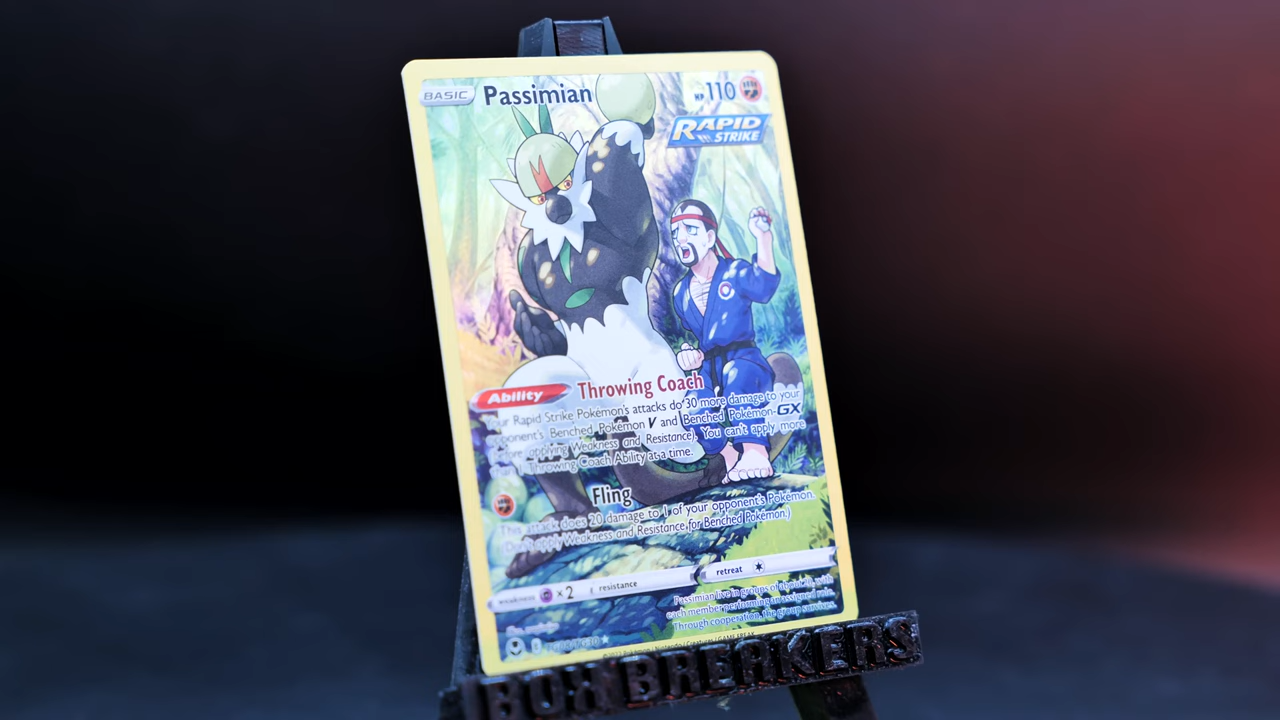 BASIC Passimian HP 110
RAPID
STRIKE
Ability Throwing Coach
Your Rapid Strike Pokémon's attacks do 30 more damage to your
opponent's Benched Pokémon V and Benched Pokémon-GX
(before applying Weakness and Resistance). You can't apply more
Throwing Coach Ability at a time.
Fling
This attack does 20 damage to 1 of your opponent's Pokémon.
(Don't apply Weakness and Resistance for Benched Pokémon.)
weakness ×2 resistance retreat
Passimian live in groups of about 20, with
each member performing an assigned role.
Through cooperation, the group survives.
BOX BREAKERS